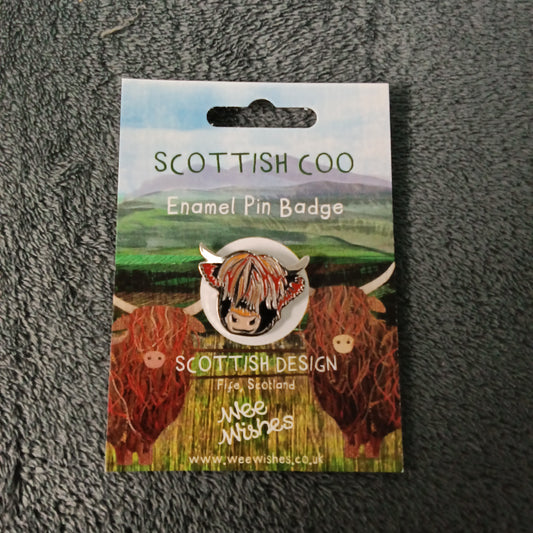 SCOTTISH COO
Enamel Pin Badge
SCOTTISH DESIGN
Fife, Scotland
wee
wishes
www.weewishes.co.uk